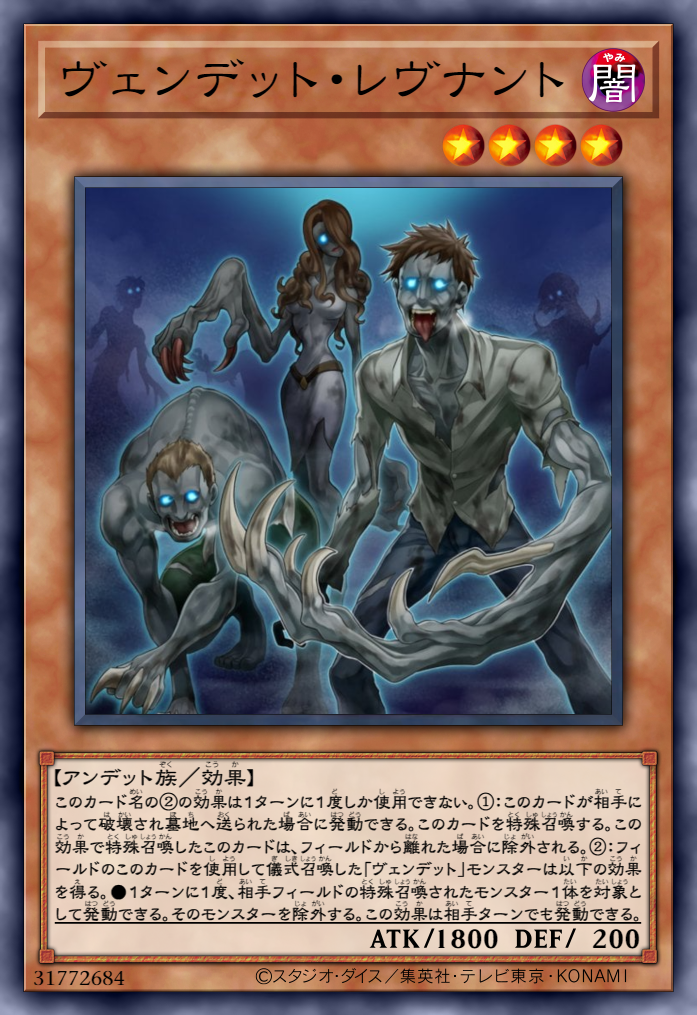 ヴェンデット・レヴナント
やみ
闇
【アンデット族／効果】
このカード名の②の効果は1ターンに1度しか使用できない。①：このカードが相手に
よって破壊され墓地へ送られた場合に発動できる。このカードを特殊召喚する。この
効果で特殊召喚したこのカードは、フィールドから離れた場合に除外される。②：フィ
ールドのこのカードを使用して儀式召喚した「ヴェンデット」モンスターは以下の効果
を得る。●1ターンに1度、相手フィールドの特殊召喚されたモンスター1体を対象と
して発動できる。そのモンスターを除外する。この効果は相手ターンでも発動できる。
ATK/1800 DEF/ 200
31772684 ©スタジオ・ダイス／集英社・テレビ東京・KONAMI